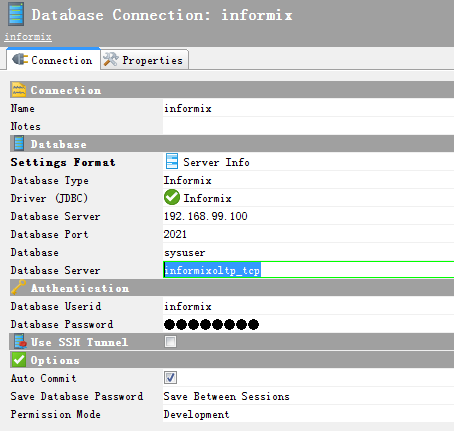 Database Connection: informix
informix
Connection Properties
Connection
Name informix
Notes
Database
Settings Format Server Info
Database Type Informix
Driver (JDBC) Informix
Database Server 192.168.99.100
Database Port 2021
Database sysuser
Database Server informixoltp_tcp
Authentication
Database Userid informix
Database Password ●●●●●●●●
Use SSH Tunnel
Options
Auto Commit
Save Database Password Save Between Sessions
Permission Mode Development